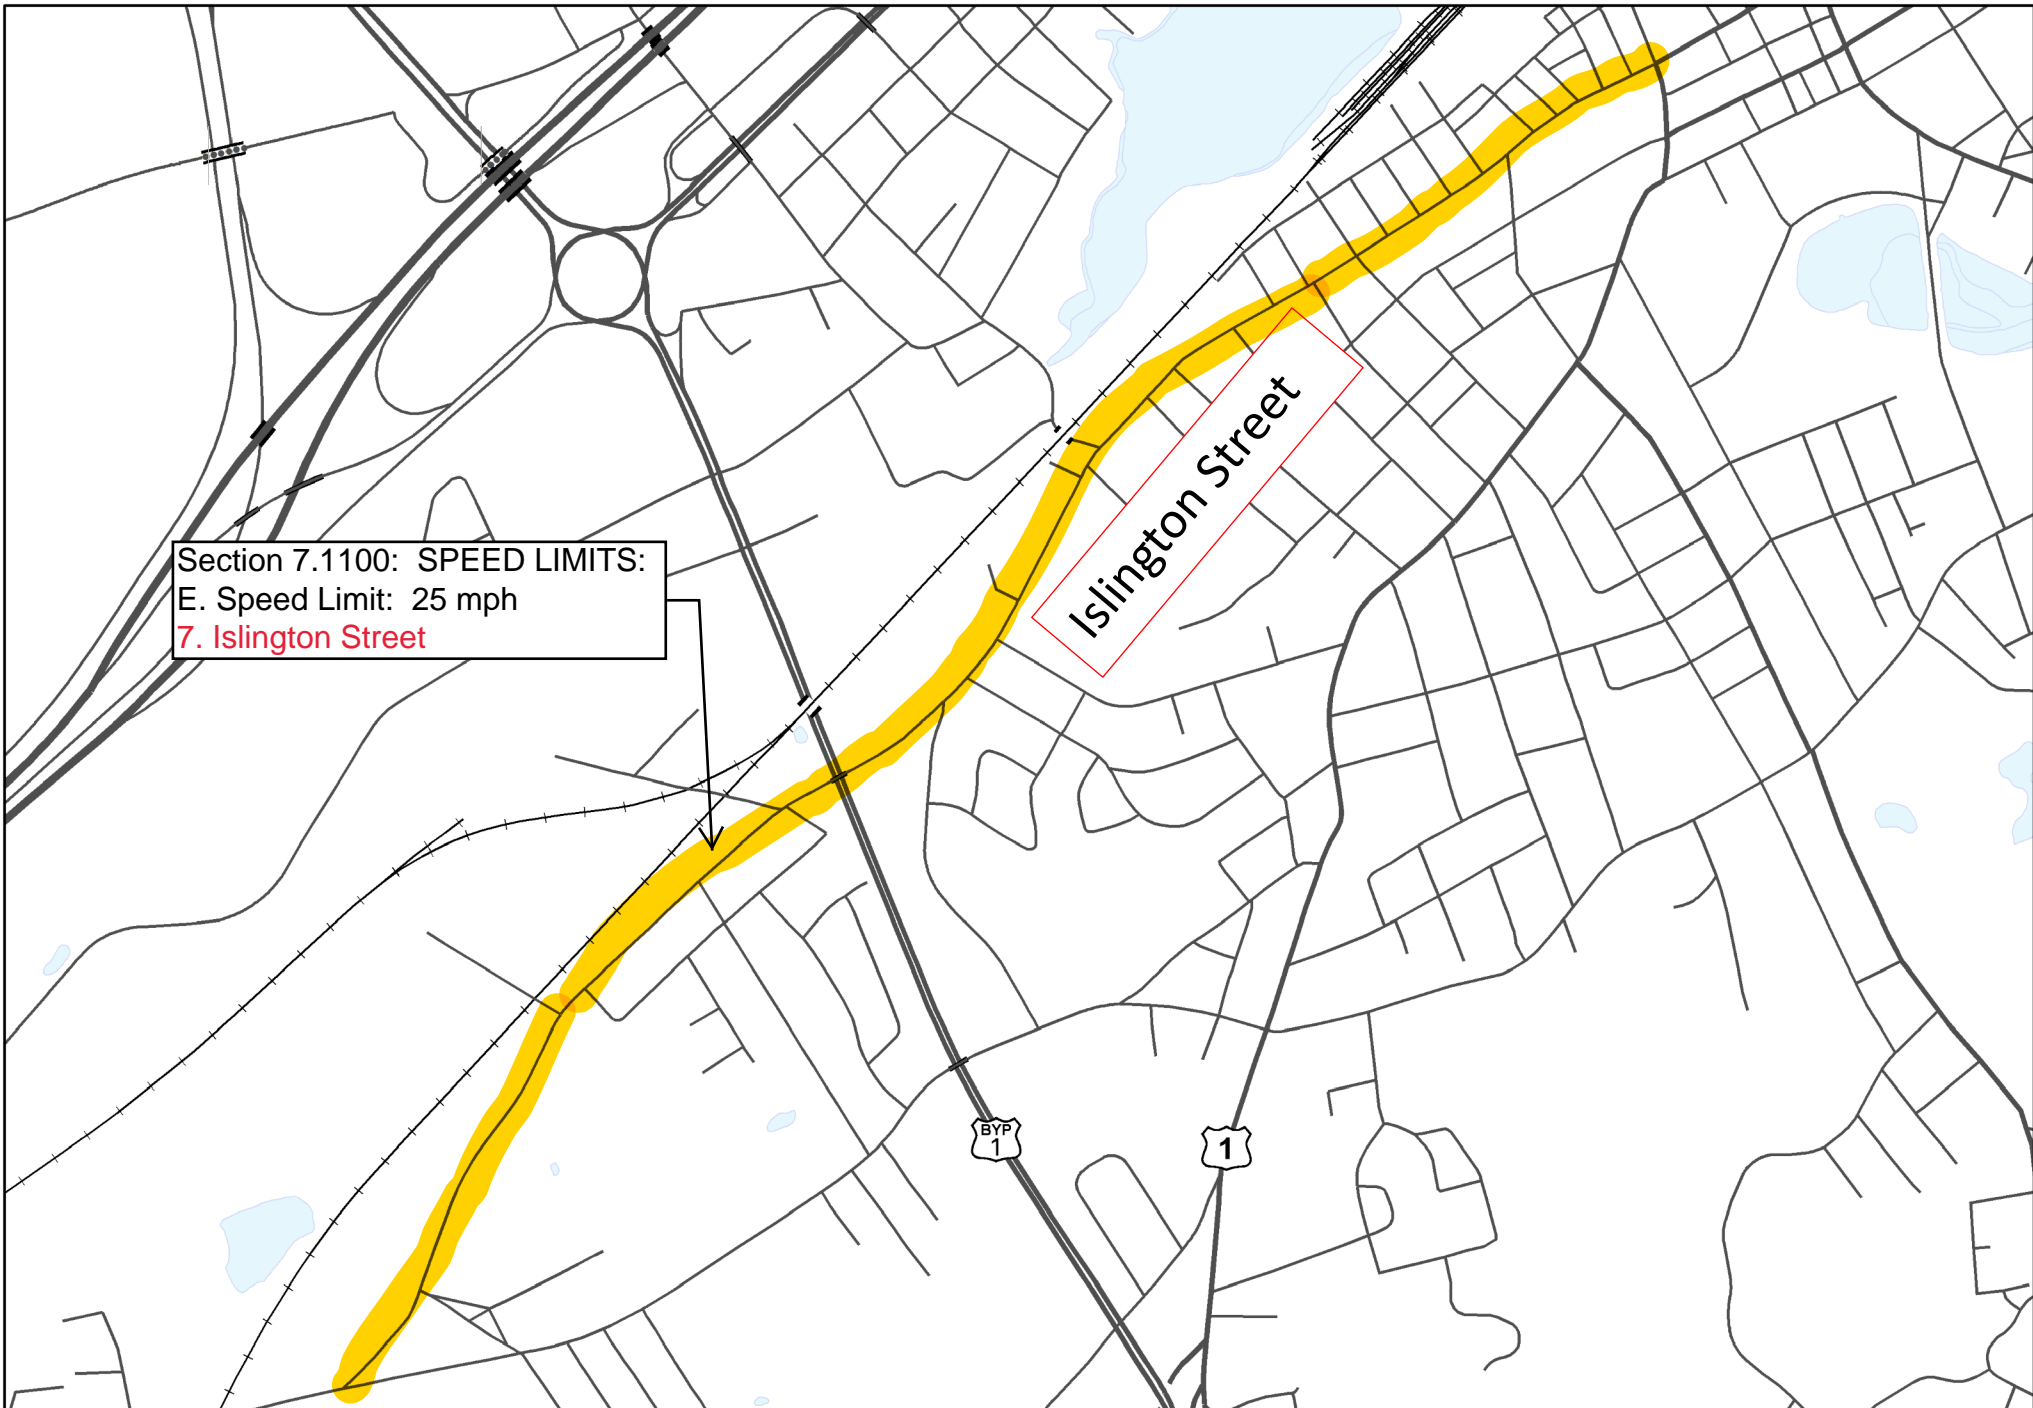 Section 7.1100:  SPEED LIMITS:
E. Speed Limit:  25 mph
7. Islington Street
Islington Street
BYP
1
1